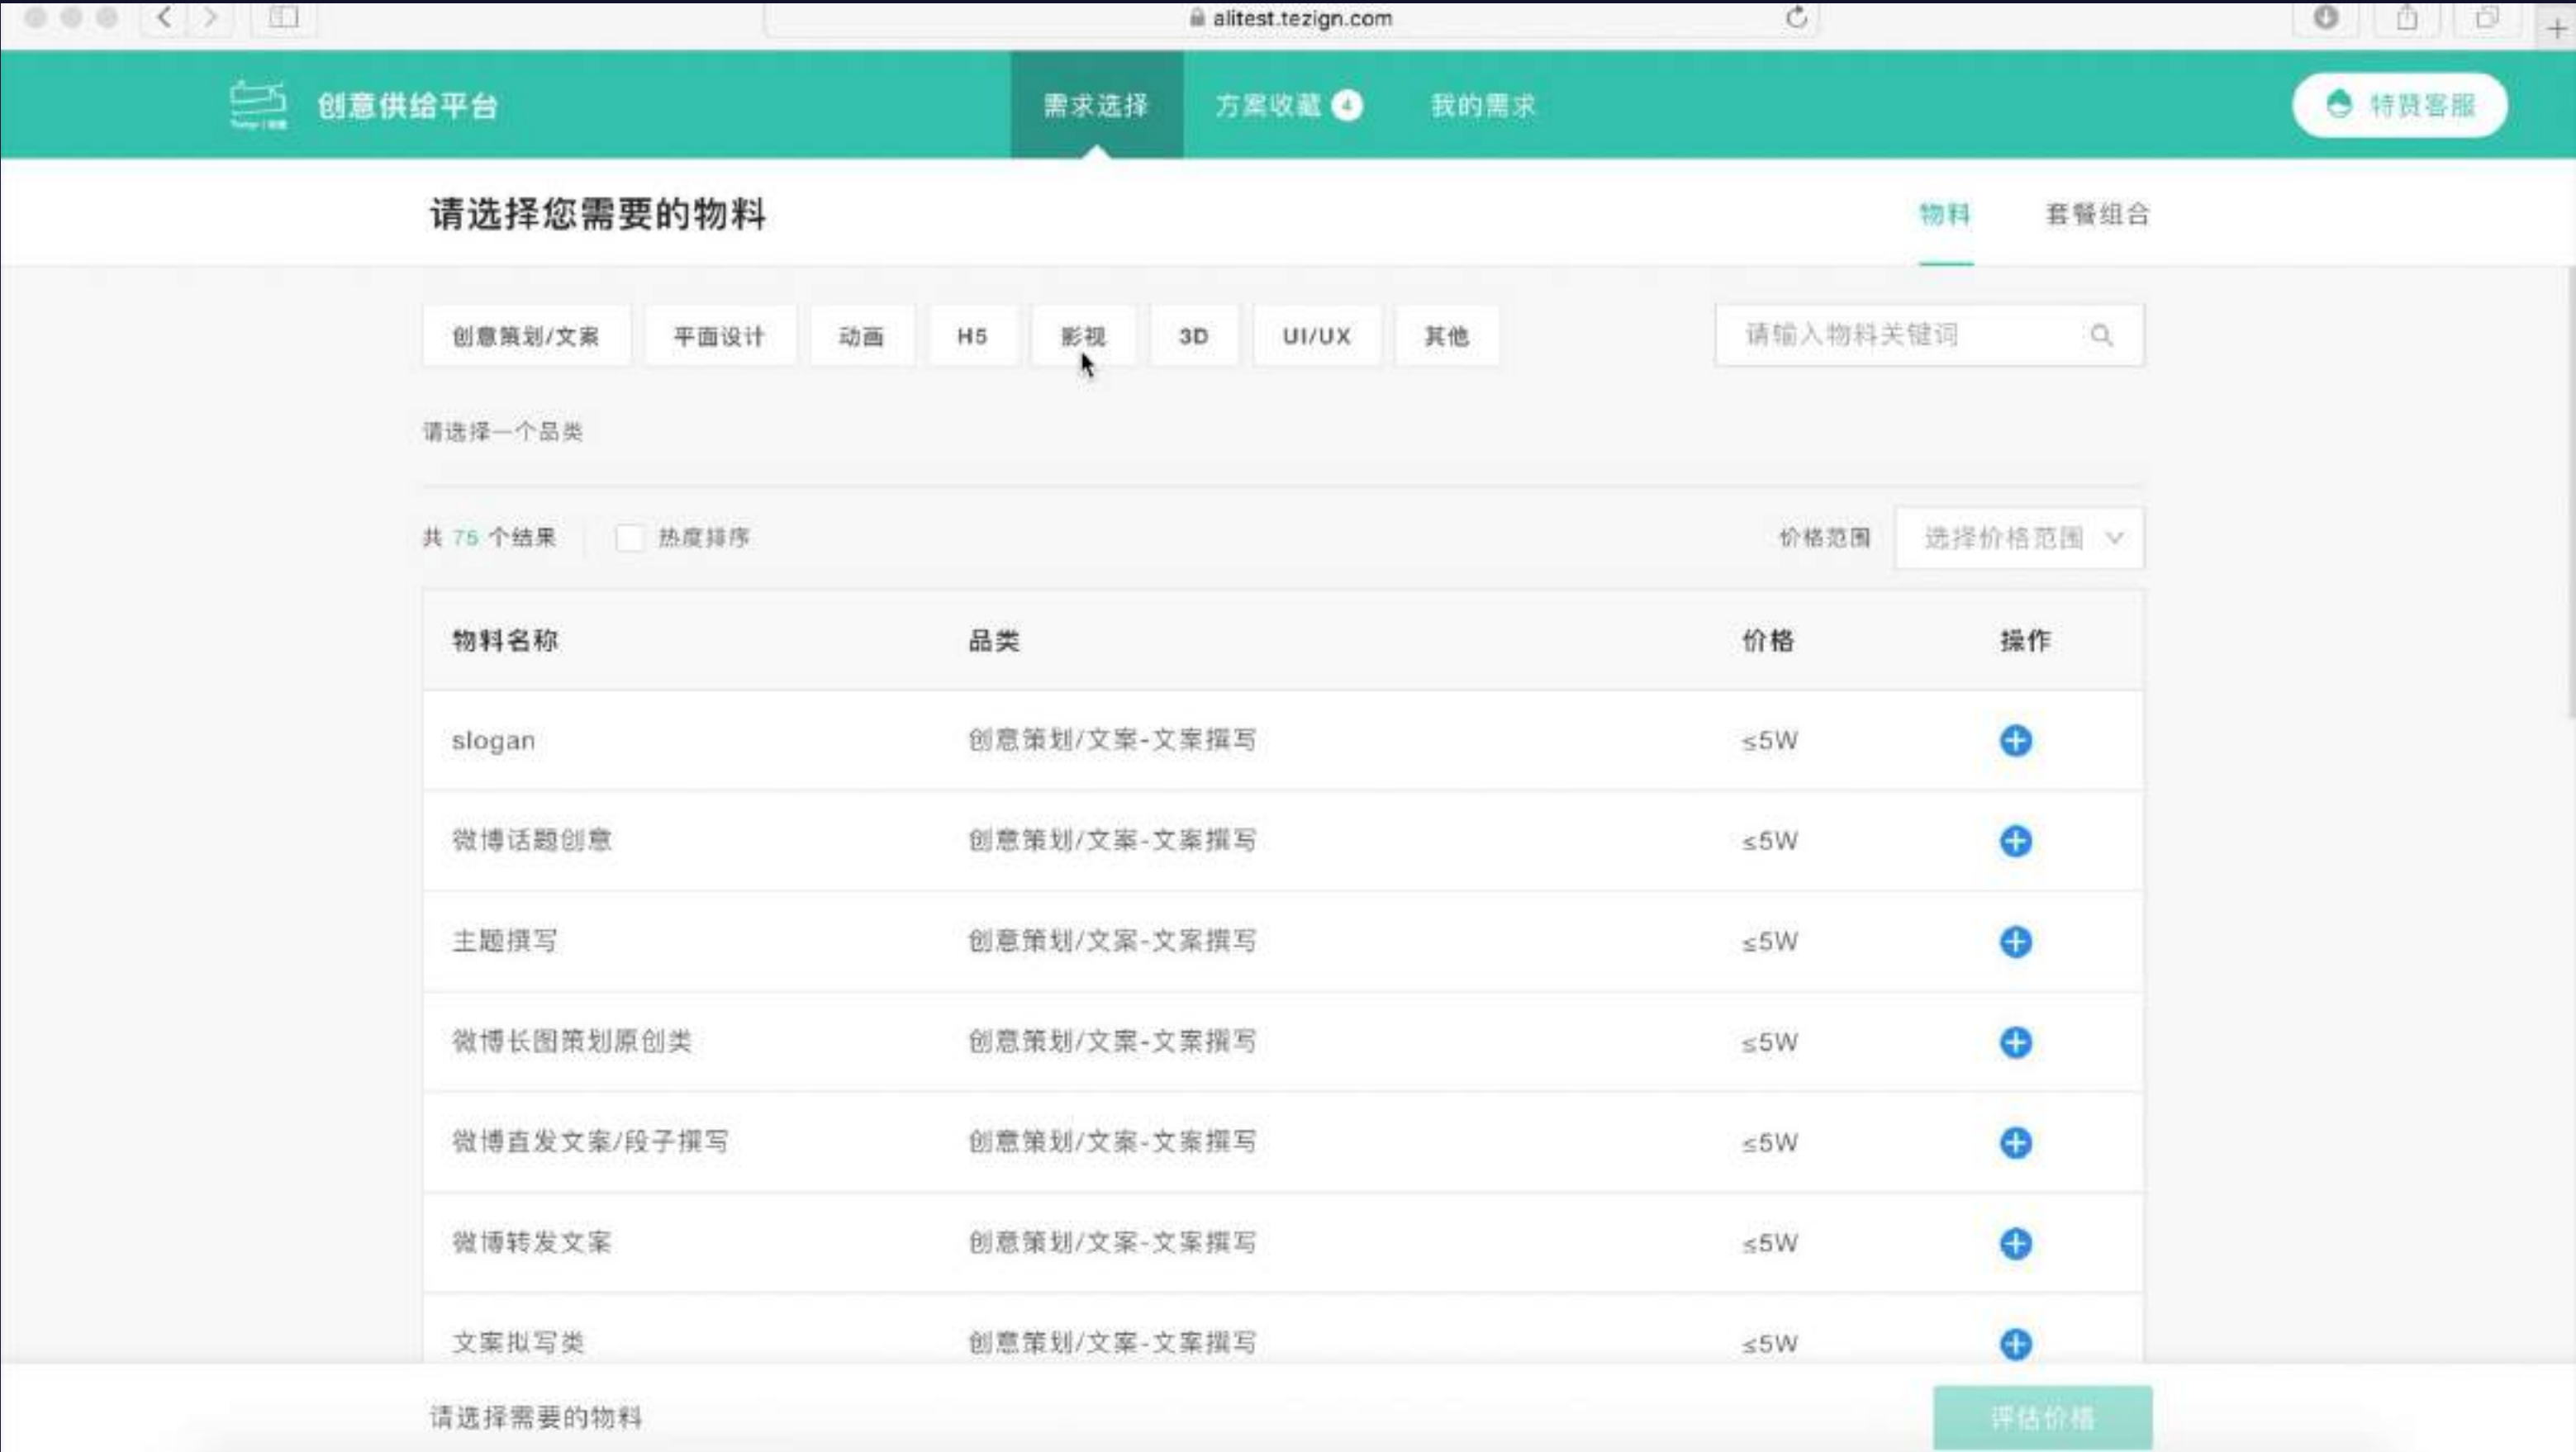 alitest.tezign.com
创意供给平台
需求选择
方案收藏 4
我的需求
特赞客服
请选择您需要的物料
物料
套餐组合
创意策划/文案
平面设计
动画
H5
影视
3D
UI/UX
其他
请输入物料关键词
请选择一个品类
共 75 个结果
热度排序
价格范围
选择价格范围
物料名称 品类 价格 操作
slogan 创意策划/文案-文案撰写 ≤5W
微博话题创意 创意策划/文案-文案撰写 ≤5W
主题撰写 创意策划/文案-文案撰写 ≤5W
微博长图策划原创类 创意策划/文案-文案撰写 ≤5W
微博直发文案/段子撰写 创意策划/文案-文案撰写 ≤5W
微博转发文案 创意策划/文案-文案撰写 ≤5W
文案拟写类 创意策划/文案-文案撰写 ≤5W
请选择需要的物料
评估价格